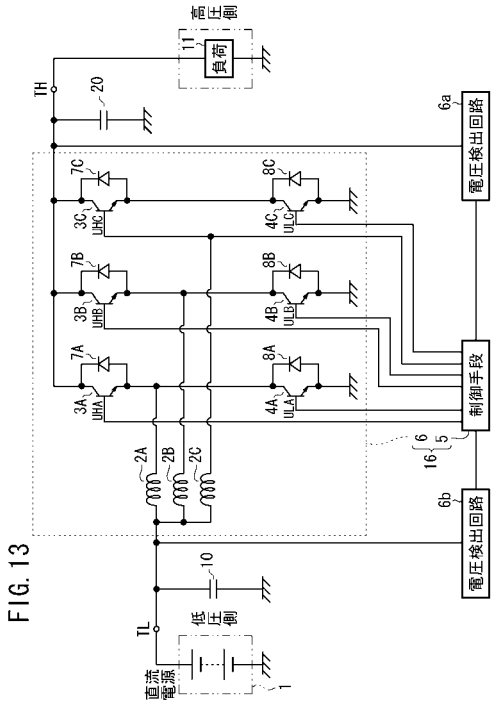 FIG. 13
高圧側
11
負荷
TH
20
6a
電圧検出回路
7C
3C
UHC
8C
4C
ULC
7B
3B
UHB
8B
4B
ULB
7A
3A
UHA
8A
4A
ULA
2A
2B
2C
制御手段
6
5
16
6b
電圧検出回路
10
TL
低圧側
直流
電源
1